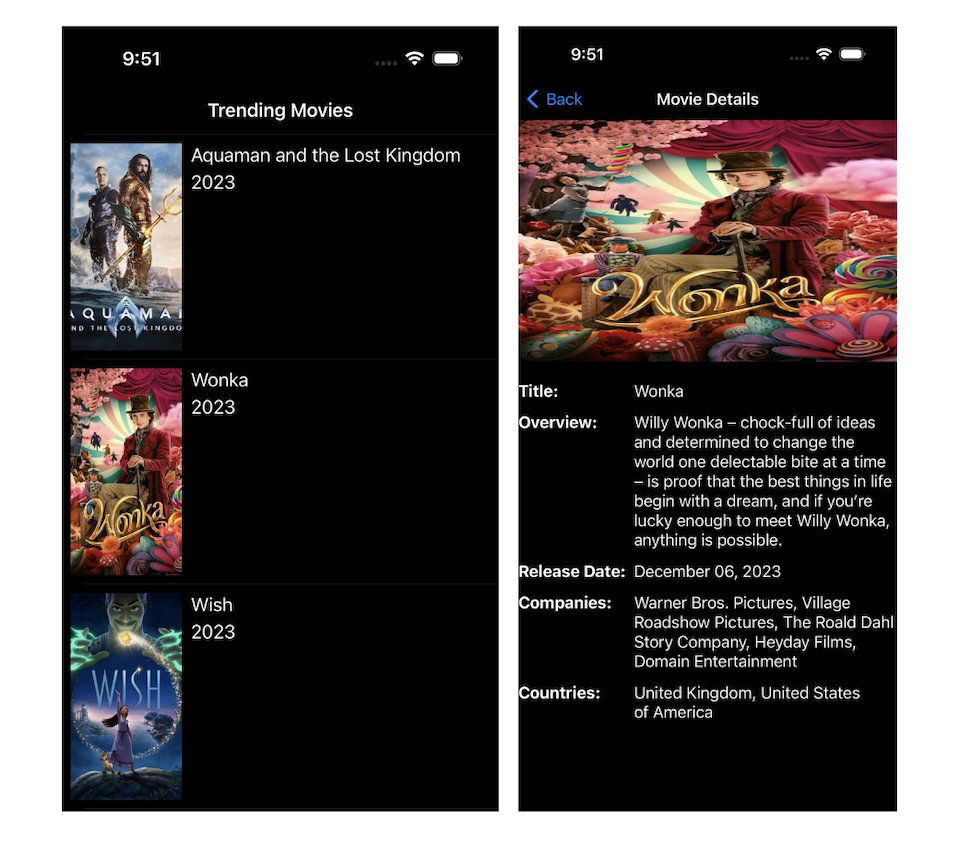 9:51
Trending Movies
Aquaman and the Lost Kingdom
2023
AQUAMAN
AND THE LOST KINGDO
Wonka
2023
Wonka
Wish
2023
WISH
9:51
Back
Movie Details
Wonka
Title: Wonka
Overview: Willy Wonka – chock-full of ideas
and determined to change the
world one delectable bite at a time
– is proof that the best things in life
begin with a dream, and if you’re
lucky enough to meet Willy Wonka,
anything is possible.
Release Date: December 06, 2023
Companies: Warner Bros. Pictures, Village
Roadshow Pictures, The Roald Dahl
Story Company, Heyday Films,
Domain Entertainment
Countries: United Kingdom, United States
of America